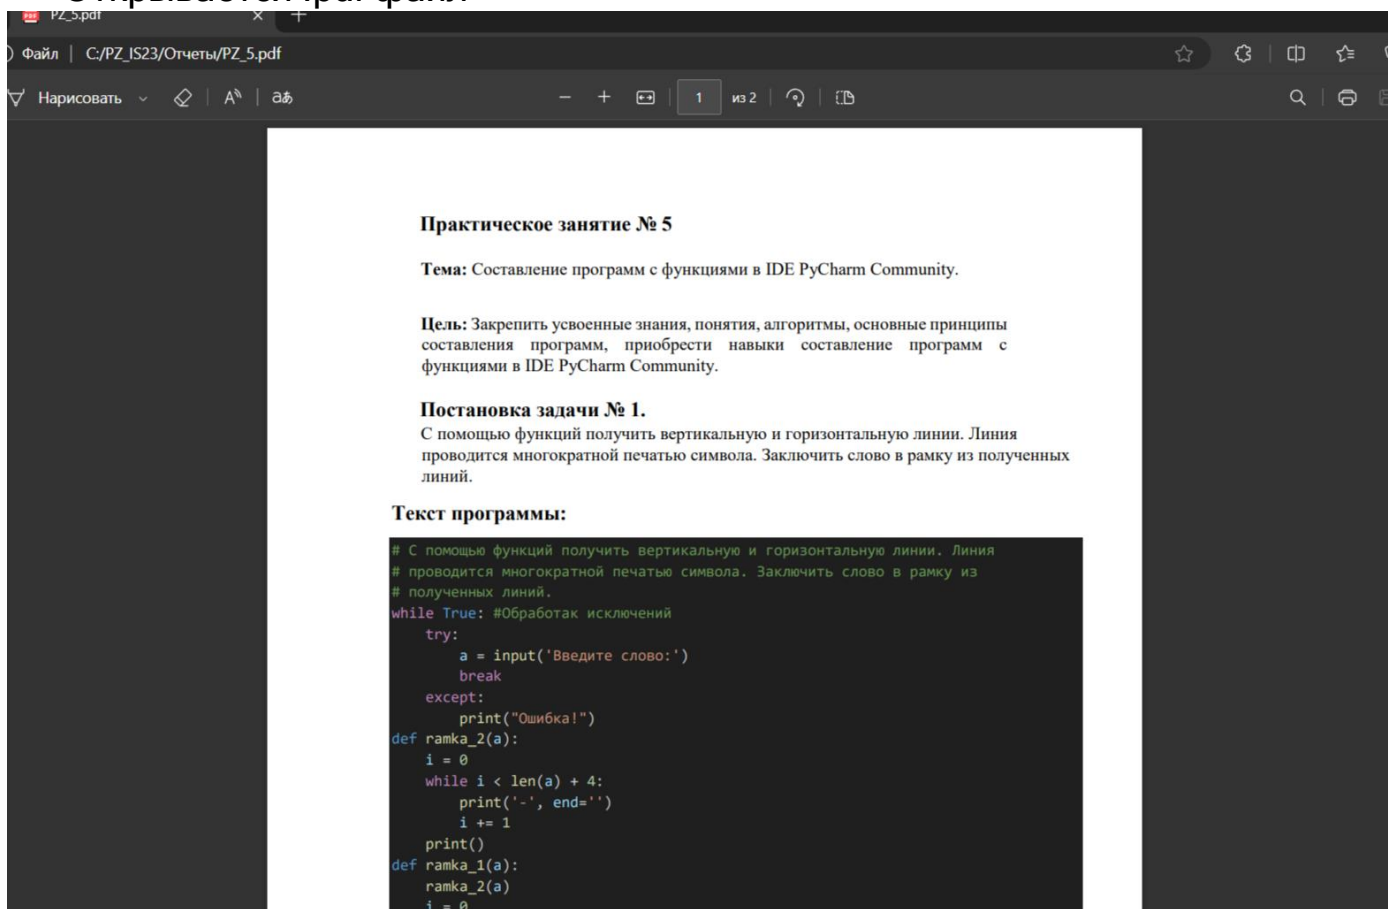 Открывается траг файл
PZ_5.pdf
Файл | C:/PZ_IS23/Отчеты/PZ_5.pdf
Нарисовать
1 из 2
Практическое занятие № 5
Тема: Составление программ с функциями в IDE PyCharm Community.
Цель: Закрепить усвоенные знания, понятия, алгоритмы, основные принципы
составления программ, приобрести навыки составление программ с
функциями в IDE PyCharm Community.
Постановка задачи № 1.
С помощью функций получить вертикальную и горизонтальную линии. Линия
проводится многократной печатью символа. Заключить слово в рамку из полученных
линий.
Текст программы:
# С помощью функций получить вертикальную и горизонтальную линии. Линия
# проводится многократной печатью символа. Заключить слово в рамку из
# полученных линий.
while True: #Обработак исключений
    try:
        a = input('Введите слово:')
        break
    except:
        print("Ошибка!")
def ramka_2(a):
    i = 0
    while i < len(a) + 4:
        print('-', end='')
        i += 1
    print()
def ramka_1(a):
    ramka_2(a)
    i = 0